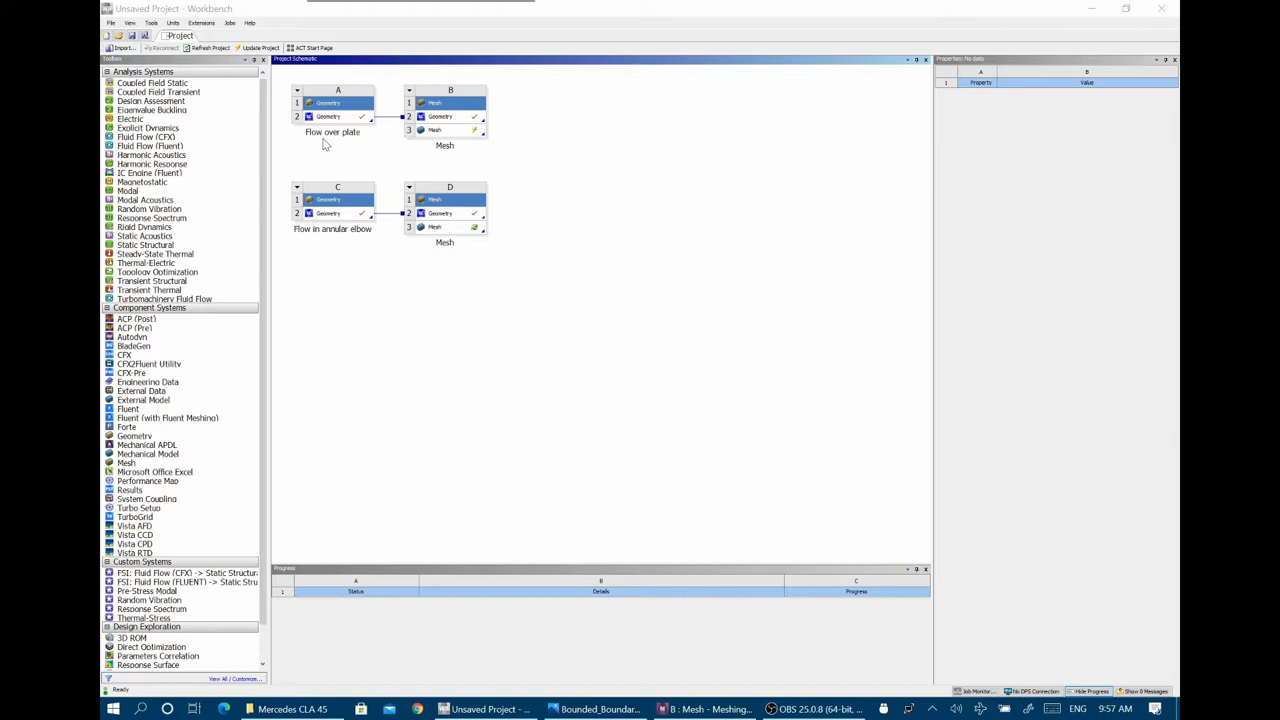 Unsaved Project - Workbench
File View Tools Units Extensions Jobs Help
Project
Import... Reconnect Refresh Project Update Project ACT Start Page
Toolbox
Analysis Systems
Coupled Field Static
Coupled Field Transient
Design Assessment
Eigenvalue Buckling
Electric
Explicit Dynamics
Fluid Flow (CFX)
Fluid Flow (Fluent)
Harmonic Acoustics
Harmonic Response
IC Engine (Fluent)
Magnetostatic
Modal
Modal Acoustics
Random Vibration
Response Spectrum
Rigid Dynamics
Static Acoustics
Static Structural
Steady-State Thermal
Thermal-Electric
Topology Optimization
Transient Structural
Transient Thermal
Turbomachinery Fluid Flow
Component Systems
ACP (Post)
ACP (Pre)
Autodyn
BladeGen
CFX
CFX2Fluent Utility
CFX-Pre
Engineering Data
External Data
External Model
Fluent
Fluent (with Fluent Meshing)
Forte
Geometry
Mechanical APDL
Mechanical Model
Mesh
Microsoft Office Excel
Performance Map
Results
System Coupling
Turbo Setup
TurboGrid
Vista AFD
Vista CCD
Vista CPD
Vista RTD
Custom Systems
FSI: Fluid Flow (CFX) -> Static Structur
FSI: Fluid Flow (FLUENT) -> Static Stru
Pre-Stress Modal
Random Vibration
Response Spectrum
Thermal-Stress
Design Exploration
3D ROM
Direct Optimization
Parameters Correlation
Response Surface
View All / Customize...
Ready
Project Schematic
A
1 Geometry
2 Geometry
Flow over plate
B
1 Mesh
2 Geometry
3 Mesh
Mesh
C
1 Geometry
2 Geometry
Flow in annular elbow
D
1 Mesh
2 Geometry
3 Mesh
Mesh
Progress
A B C
1 Status Details Progress
Properties: No data
A B
1 Property Value
Job Monitor... No DPS Connection Hide Progress Show 0 Messages
Mercedes CLA 45 Unsaved Project - ... Bounded_Boundar... B : Mesh - Meshing... OBS 25.0.8 (64-bit, ... ENG 9:57 AM